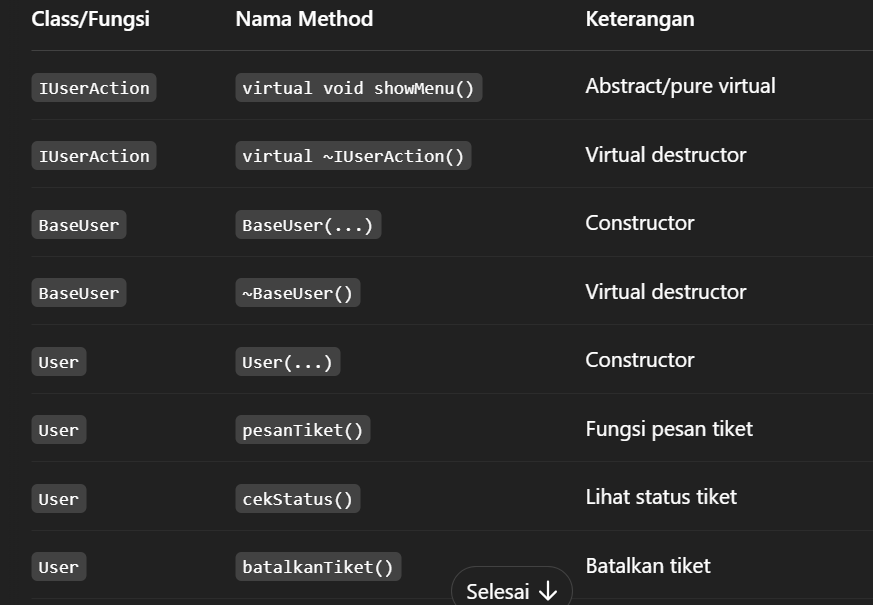 Class/Fungsi Nama Method Keterangan
IUserAction virtual void showMenu() Abstract/pure virtual
IUserAction virtual ~IUserAction() Virtual destructor
BaseUser BaseUser(...) Constructor
BaseUser ~BaseUser() Virtual destructor
User User(...) Constructor
User pesanTiket() Fungsi pesan tiket
User cekStatus() Lihat status tiket
User batalkanTiket() Batalkan tiket
Selesai ↓